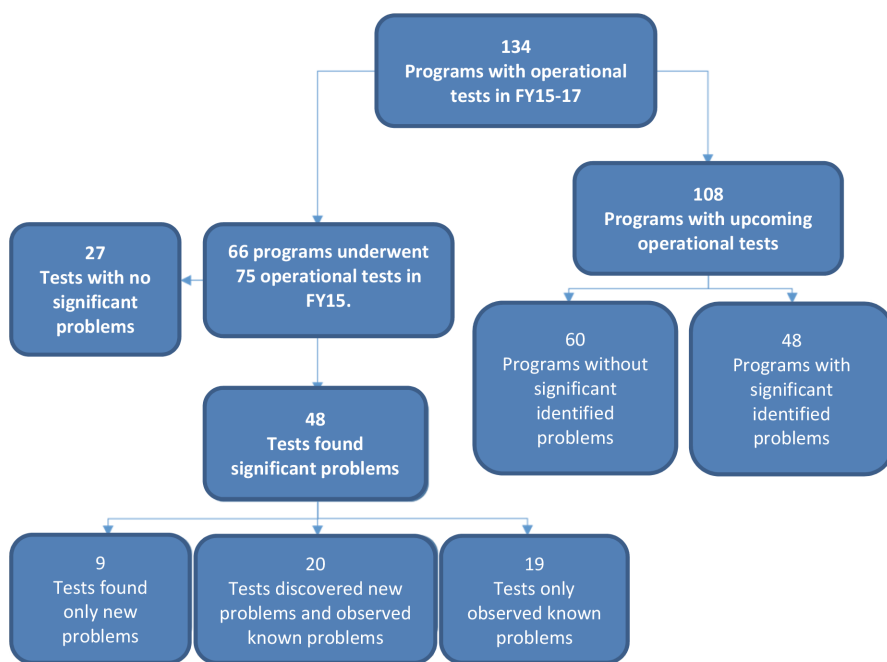 134
Programs with operational
tests in FY15-17
108
Programs with upcoming
operational tests
27
Tests with no
significant
problems
66 programs underwent
75 operational tests in
FY15.
60
Programs without
significant
identified
problems
48
Programs with
significant
identified
problems
48
Tests found
significant problems
9
Tests found
only new
problems
20
Tests discovered new
problems and observed
known problems
19
Tests only
observed known
problems